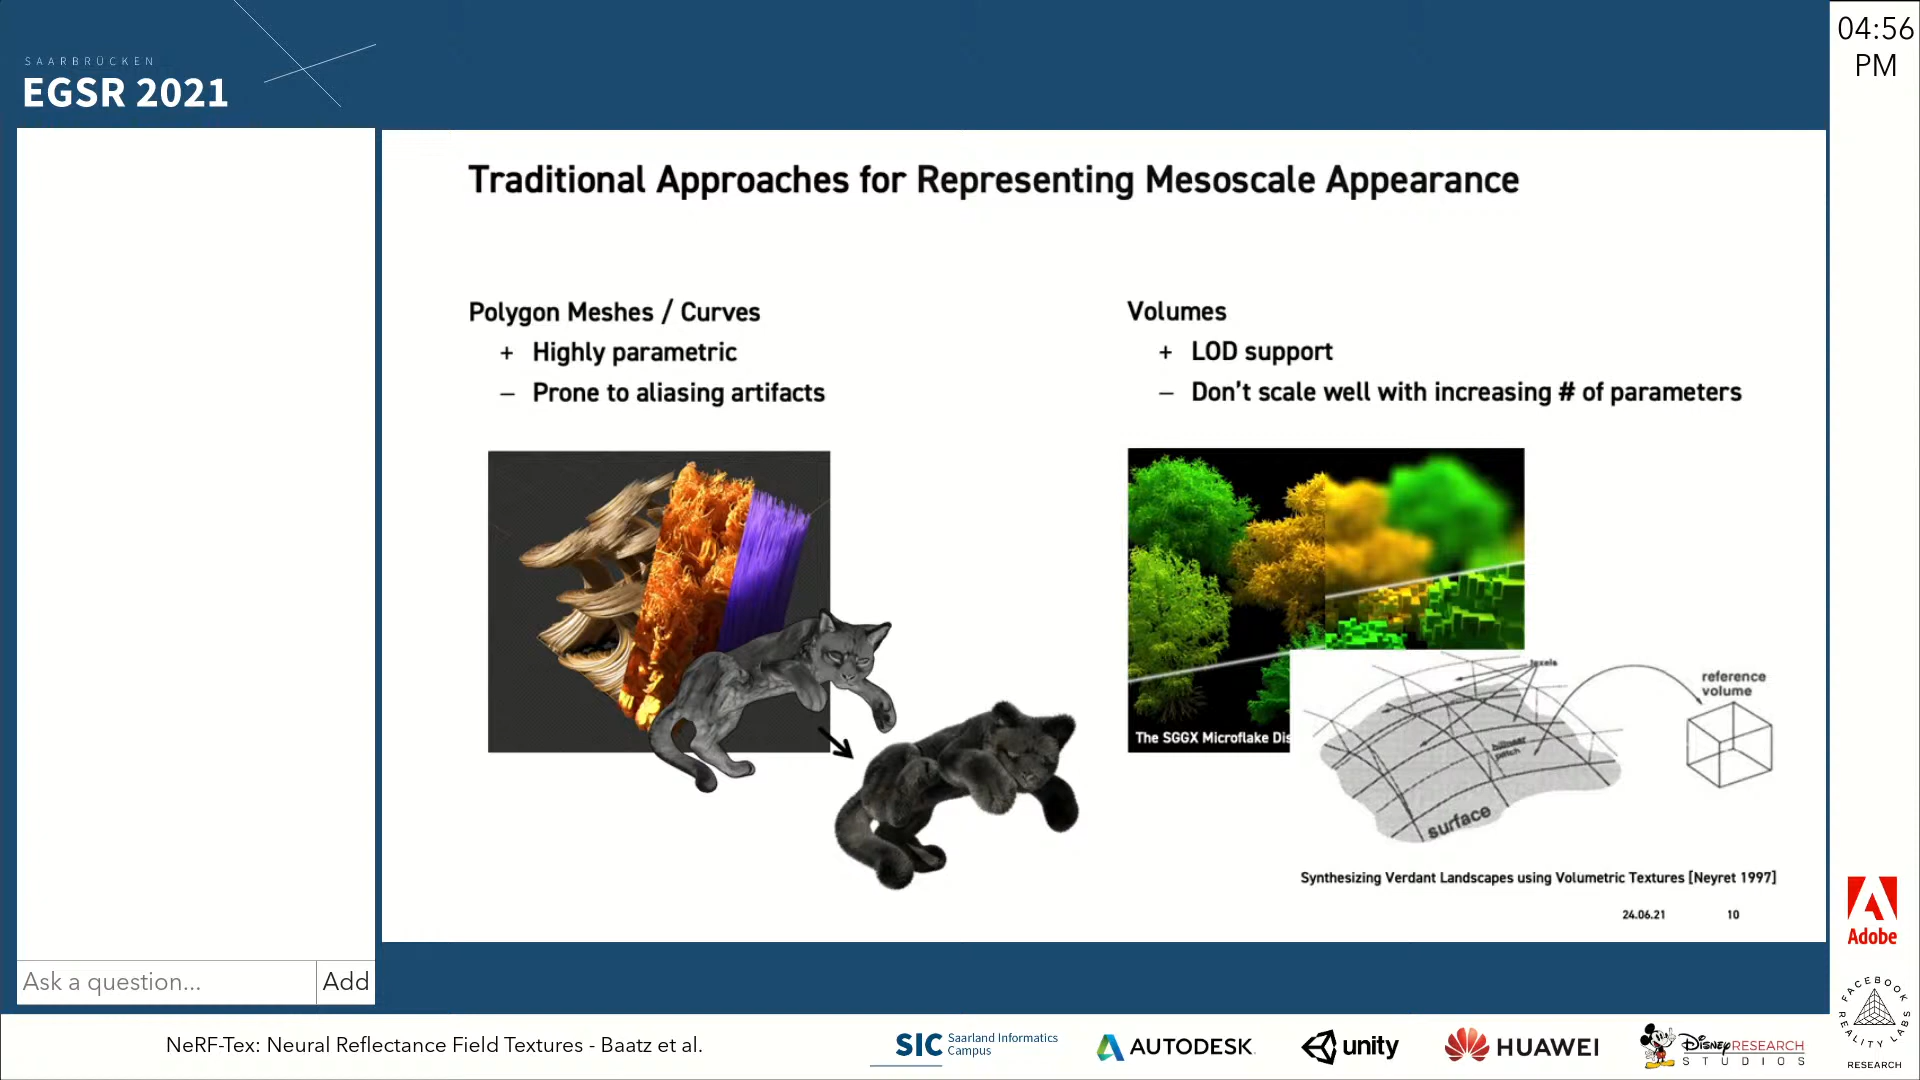 04:56
PM
SAARBRÜCKEN
EGSR 2021
Traditional Approaches for Representing Mesoscale Appearance
Polygon Meshes / Curves
+ Highly parametric
– Prone to aliasing artifacts
Volumes
+ LOD support
– Don't scale well with increasing # of parameters
The SGGX Microflake Dis
texels
bilinear
patch
surface
reference
volume
Synthesizing Verdant Landscapes using Volumetric Textures [Neyret 1997]
24.06.21
10
Ask a question...
Add
NeRF-Tex: Neural Reflectance Field Textures - Baatz et al.
SIC Saarland Informatics
Campus
AUTODESK
unity
HUAWEI
DISNEY RESEARCH
STUDIOS
Adobe
FACEBOOK
REALITY LABS
RESEARCH